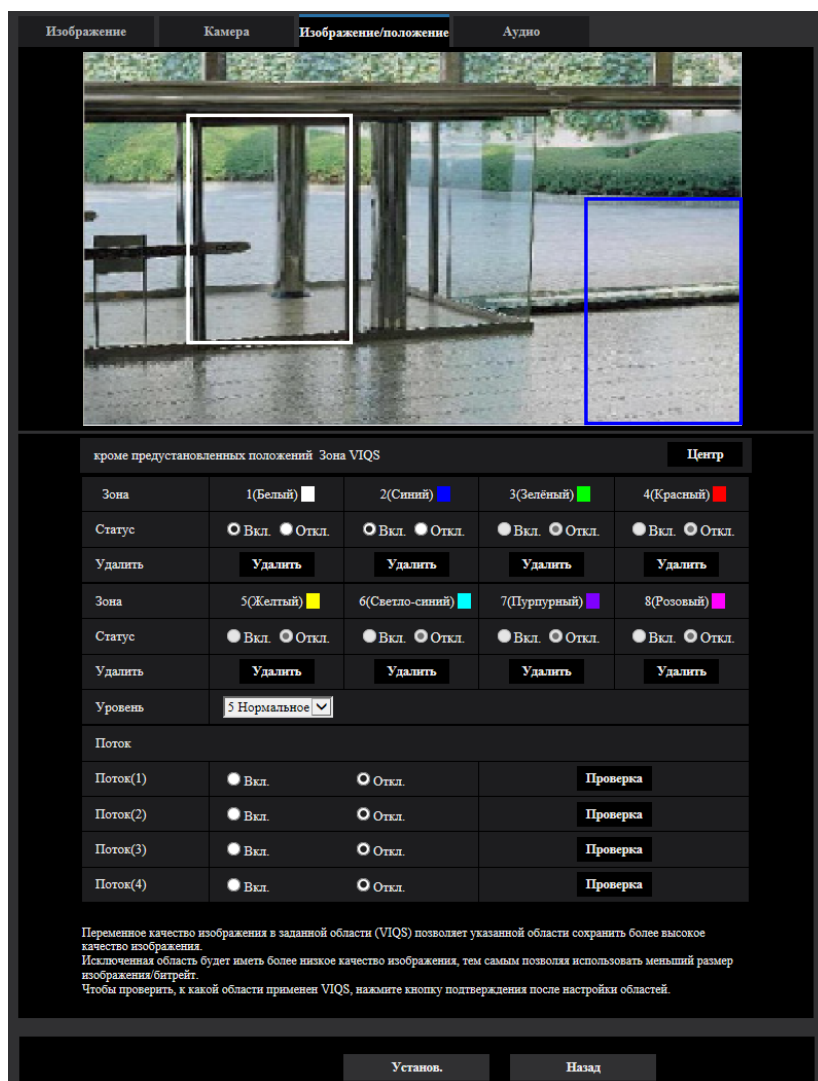 Изображение Камера Изображение/положение Аудио
кроме предустановленных положений Зона VIQS Центр
Зона 1(Белый) 2(Синий) 3(Зелёный) 4(Красный)
Статус Вкл. Откл. Вкл. Откл. Вкл. Откл. Вкл. Откл.
Удалить Удалить Удалить Удалить Удалить
Зона 5(Желтый) 6(Светло-синий) 7(Пурпурный) 8(Розовый)
Статус Вкл. Откл. Вкл. Откл. Вкл. Откл. Вкл. Откл.
Удалить Удалить Удалить Удалить Удалить
Уровень 5 Нормальное
Поток
Поток(1) Вкл. Откл. Проверка
Поток(2) Вкл. Откл. Проверка
Поток(3) Вкл. Откл. Проверка
Поток(4) Вкл. Откл. Проверка
Переменное качество изображения в заданной области (VIQS) позволяет указанной области сохранить более высокое
качество изображения.
Исключенная область будет иметь более низкое качество изображения, тем самым позволяя использовать меньший размер
изображения/битрейт.
Чтобы проверить, к какой области применен VIQS, нажмите кнопку подтверждения после настройки областей.
Установ. Назад